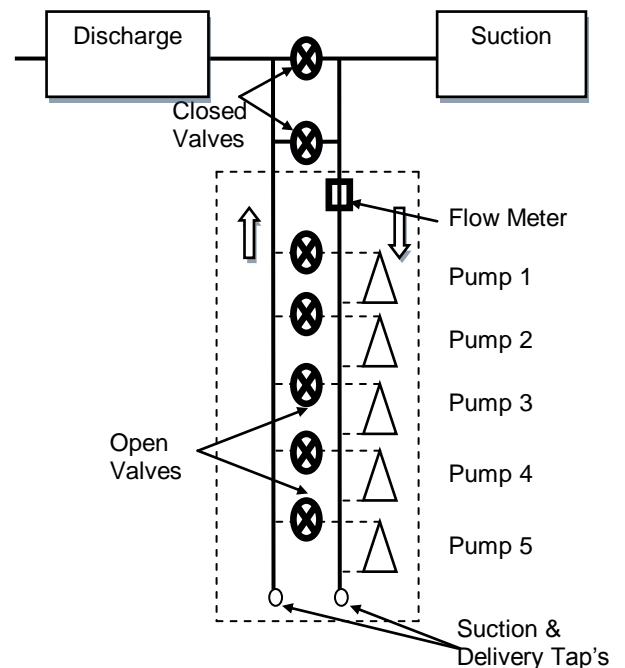 Discharge
Suction
Closed
Valves
Flow Meter
Pump 1
Pump 2
Pump 3
Open
Valves
Pump 4
Pump 5
Suction &
Delivery Tap's